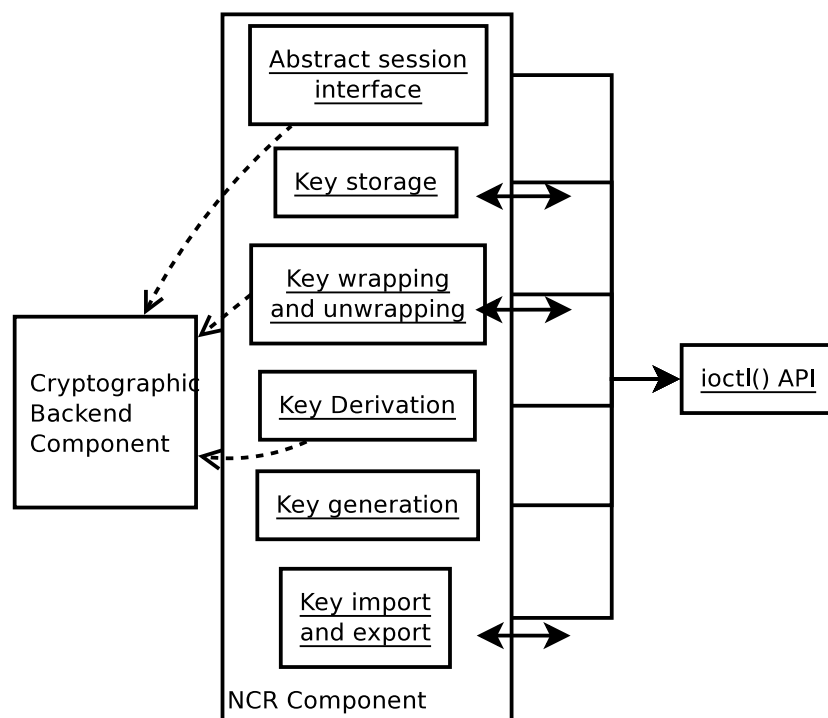 Abstract session
interface
Key storage
Key wrapping
and unwrapping
Cryptographic
Backend
Component
Key Derivation
ioctl() API
Key generation
Key import
and export
NCR Component